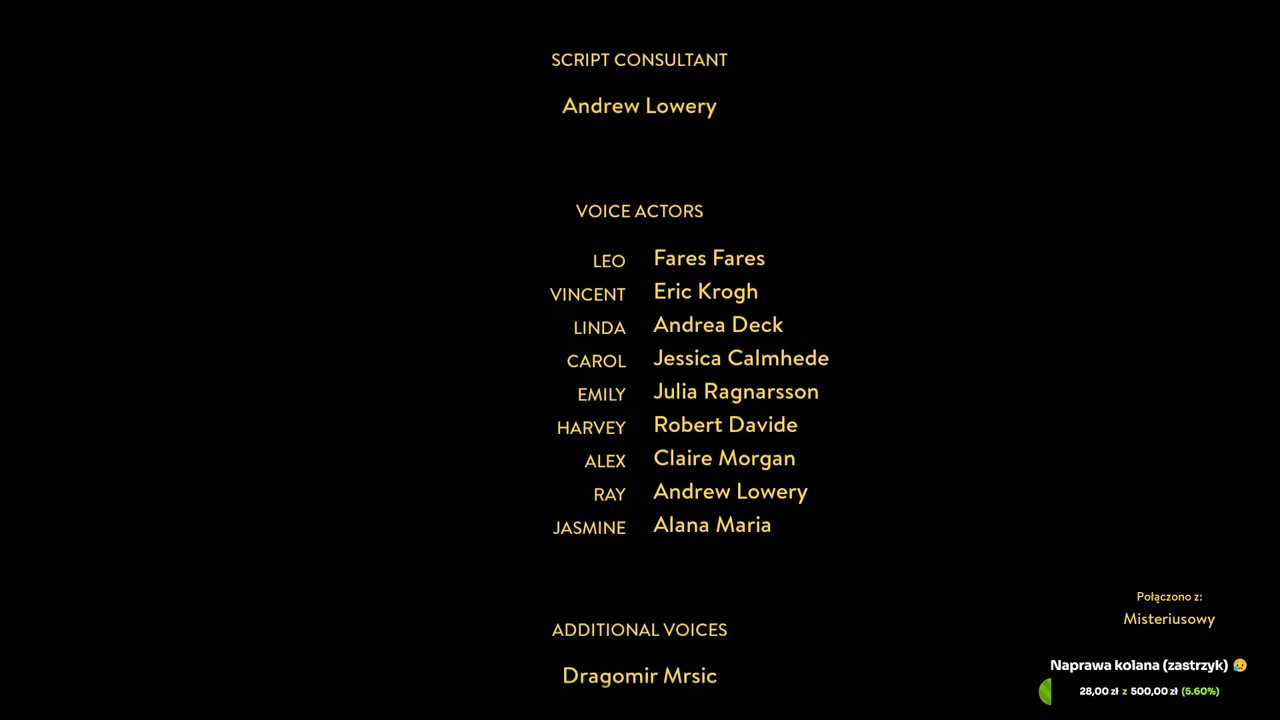 SCRIPT CONSULTANT
Andrew Lowery
VOICE ACTORS
LEO Fares Fares
VINCENT Eric Krogh
LINDA Andrea Deck
CAROL Jessica Calmhede
EMILY Julia Ragnarsson
HARVEY Robert Davide
ALEX Claire Morgan
RAY Andrew Lowery
JASMINE Alana Maria
ADDITIONAL VOICES
Dragomir Mrsic
Połączono z:
Misteriusowy
Naprawa kolana (zastrzyk) 😥
28,00 zł z 500,00 zł (5.60%)